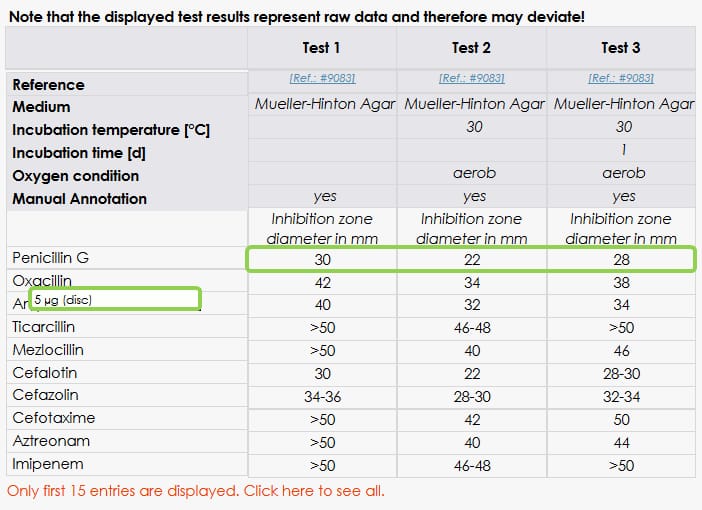 Note that the displayed test results represent raw data and therefore may deviate!
Test 1 Test 2 Test 3
Reference [Ref.: #9083] [Ref.: #9083] [Ref.: #9083]
Medium Mueller-Hinton Agar Mueller-Hinton Agar Mueller-Hinton Agar
Incubation temperature [°C] 30 30
Incubation time [d] 1
Oxygen condition aerob aerob
Manual Annotation yes yes yes
Inhibition zone Inhibition zone Inhibition zone
diameter in mm diameter in mm diameter in mm
Penicillin G 30 22 28
Oxacillin 42 34 38
5 µg (disc) 40 32 34
Ticarcillin >50 46-48 >50
Mezlocillin >50 40 46
Cefalotin 30 22 28-30
Cefazolin 34-36 28-30 32-34
Cefotaxime >50 42 50
Aztreonam >50 40 44
Imipenem >50 46-48 >50
Only first 15 entries are displayed. Click here to see all.